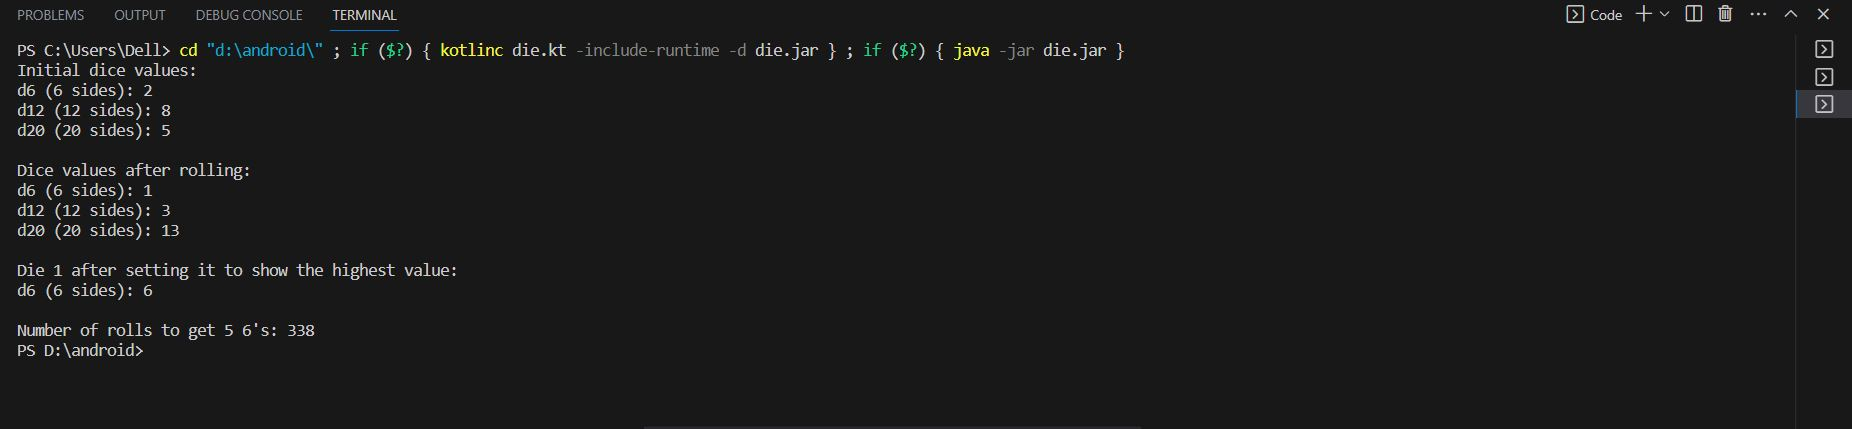 PROBLEMS OUTPUT DEBUG CONSOLE TERMINAL Code
PS C:\Users\Dell> cd "d:\android\" ; if ($?) { kotlinc die.kt -include-runtime -d die.jar } ; if ($?) { java -jar die.jar }
Initial dice values:
d6 (6 sides): 2
d12 (12 sides): 8
d20 (20 sides): 5
Dice values after rolling:
d6 (6 sides): 1
d12 (12 sides): 3
d20 (20 sides): 13
Die 1 after setting it to show the highest value:
d6 (6 sides): 6
Number of rolls to get 5 6's: 338
PS D:\android>